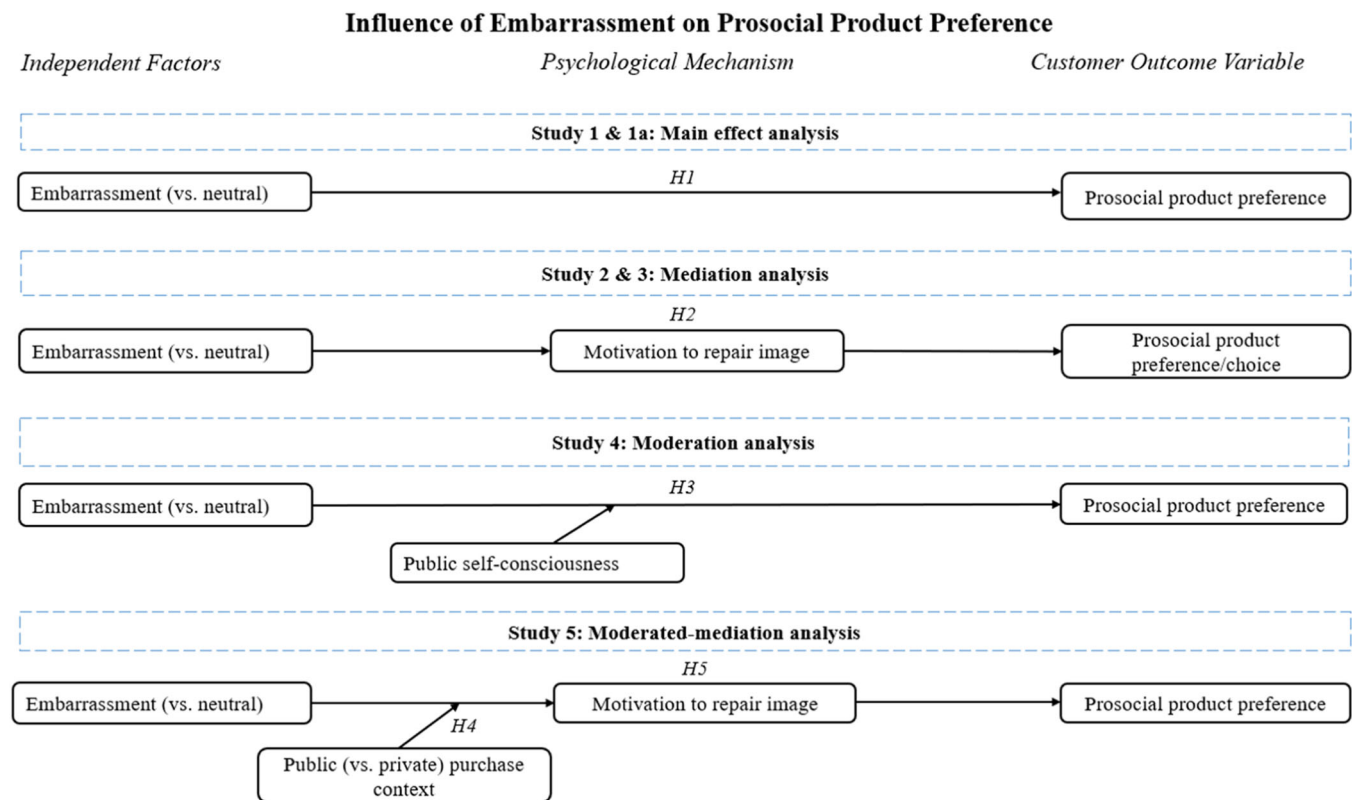 Influence of Embarrassment on Prosocial Product Preference
Independent Factors
Psychological Mechanism
Customer Outcome Variable
Study 1 & 1a: Main effect analysis
Embarrassment (vs. neutral)
H1
Prosocial product preference
Study 2 & 3: Mediation analysis
Embarrassment (vs. neutral)
H2
Motivation to repair image
Prosocial product
preference/choice
Study 4: Moderation analysis
Embarrassment (vs. neutral)
H3
Prosocial product preference
Public self-consciousness
Study 5: Moderated-mediation analysis
H5
Embarrassment (vs. neutral)
Motivation to repair image
Prosocial product preference
H4
Public (vs. private) purchase
context